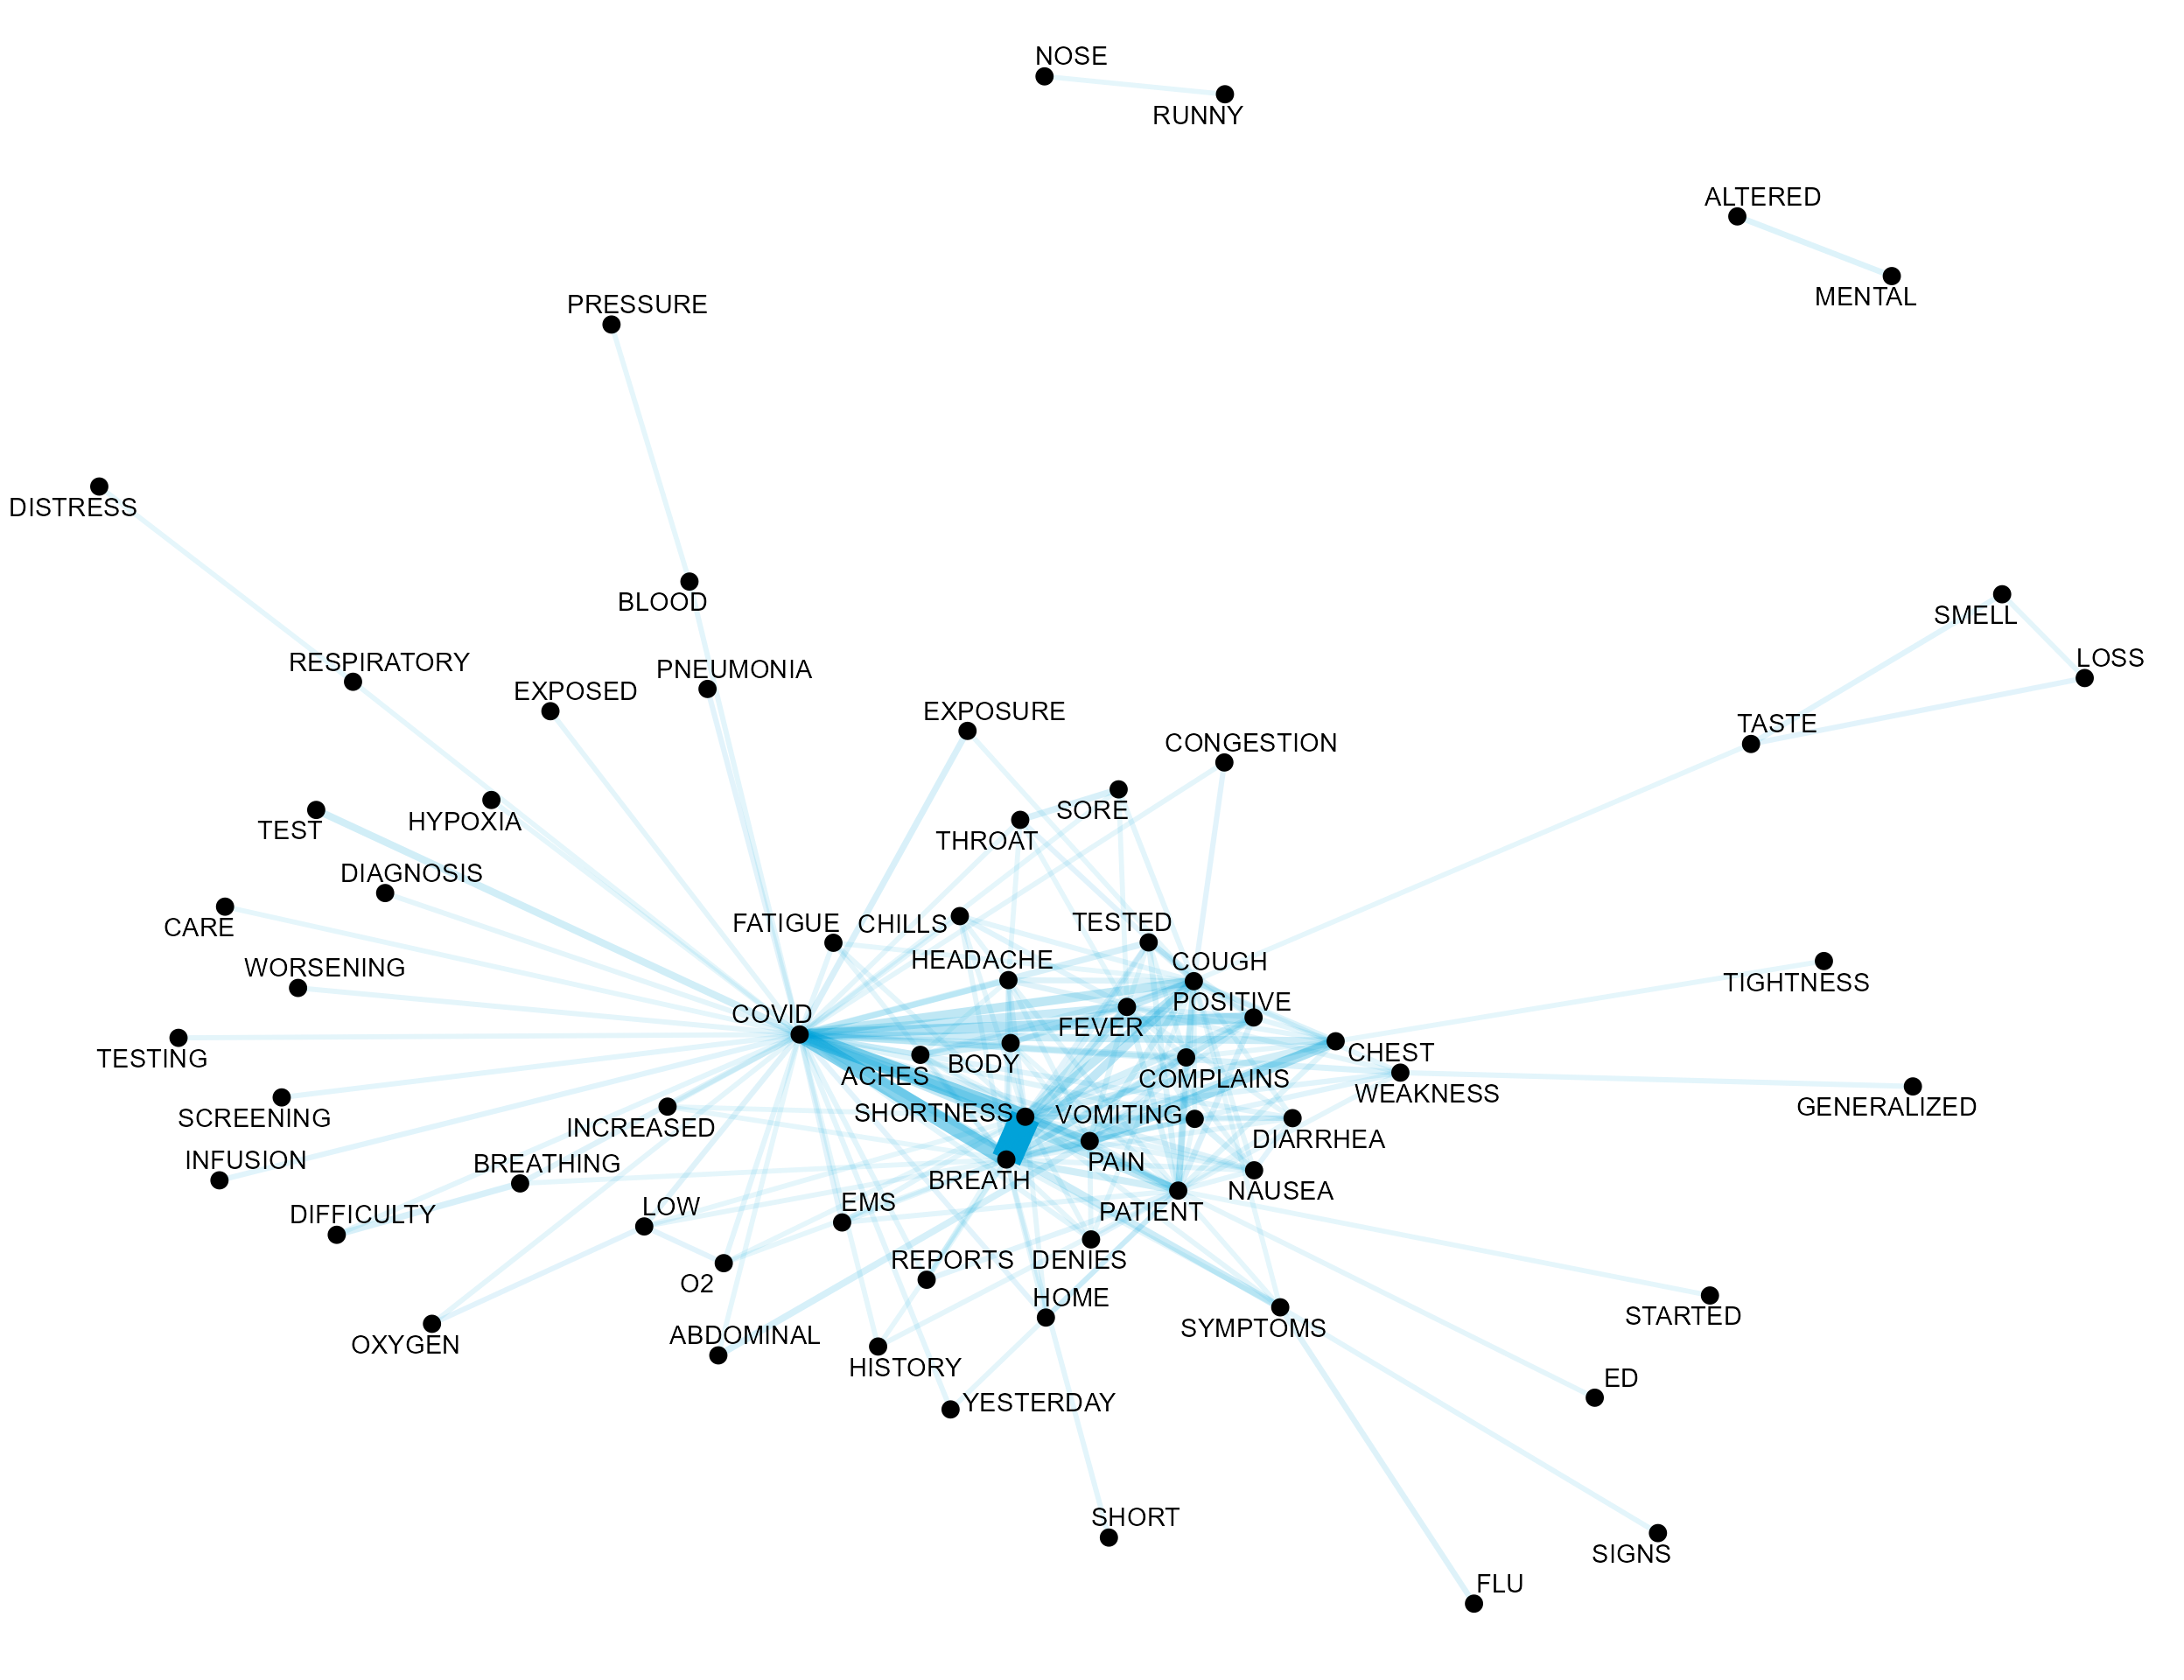 NOSE
RUNNY
ALTERED
MENTAL
PRESSURE
DISTRESS
BLOOD
SMELL
LOSS
RESPIRATORY
PNEUMONIA
EXPOSED
EXPOSURE
TASTE
CONGESTION
SORE
HYPOXIA
TEST
THROAT
DIAGNOSIS
CARE
FATIGUE
CHILLS
TESTED
HEADACHE
COUGH
WORSENING
TIGHTNESS
POSITIVE
COVID
FEVER
CHEST
TESTING
BODY
ACHES
COMPLAINS
WEAKNESS
GENERALIZED
SHORTNESS
VOMITING
SCREENING
INCREASED
DIARRHEA
INFUSION
BREATHING
PAIN
BREATH
NAUSEA
EMS
LOW
PATIENT
DIFFICULTY
REPORTS
DENIES
O2
HOME
STARTED
SYMPTOMS
ABDOMINAL
OXYGEN
HISTORY
ED
YESTERDAY
SHORT
SIGNS
FLU